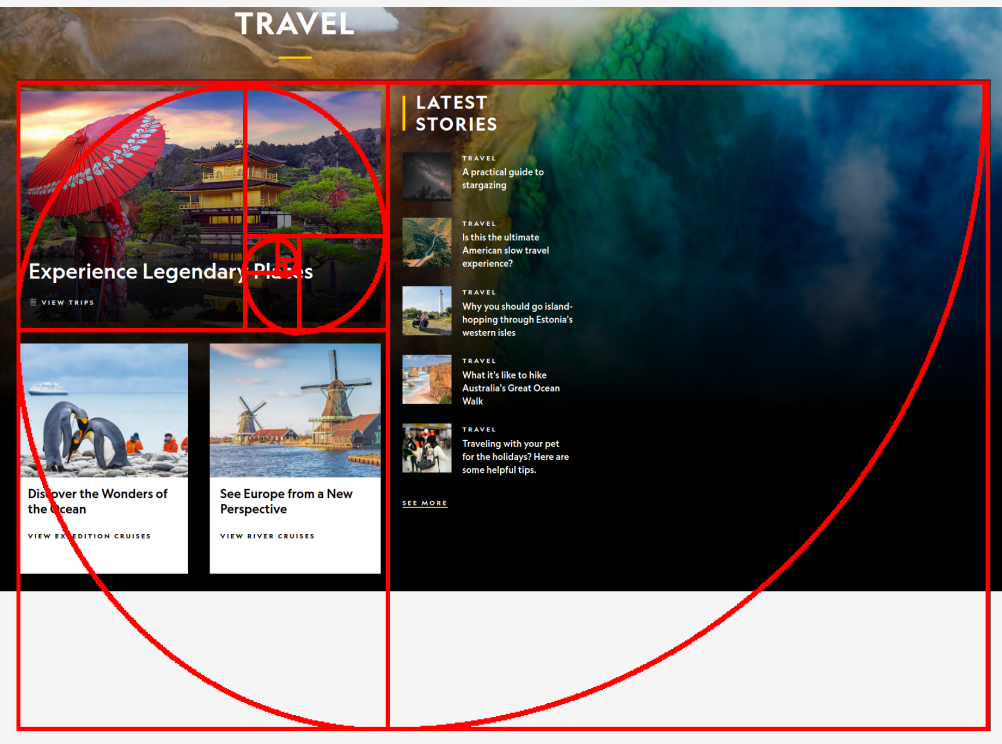 TRAVEL
Experience Legendary Places
VIEW TRIPS
Discover the Wonders of
the Ocean
VIEW EXPEDITION CRUISES
See Europe from a New
Perspective
VIEW RIVER CRUISES
LATEST
STORIES
TRAVEL
A practical guide to
stargazing
TRAVEL
Is this the ultimate
American slow travel
experience?
TRAVEL
Why you should go island-
hopping through Estonia's
western isles
TRAVEL
What it's like to hike
Australia's Great Ocean
Walk
TRAVEL
Traveling with your pet
for the holidays? Here are
some helpful tips.
SEE MORE